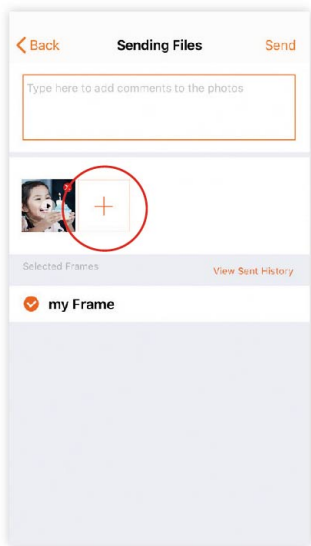 Back Sending Files Send
Type here to add comments to the photos
Selected Frames View Sent History
my Frame